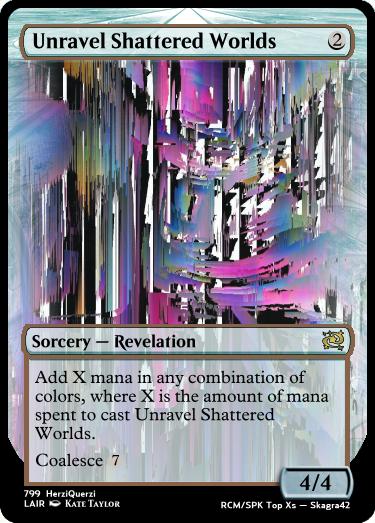 Unravel Shattered Worlds 2
Sorcery — Revelation
Add X mana in any combination of
colors, where X is the amount of mana
spent to cast Unravel Shattered
Worlds.
Coalesce 7
4/4
799 HerziQuerzi
LAIR KATE TAYLOR
RCM/SPK Top Xs — Skagra42